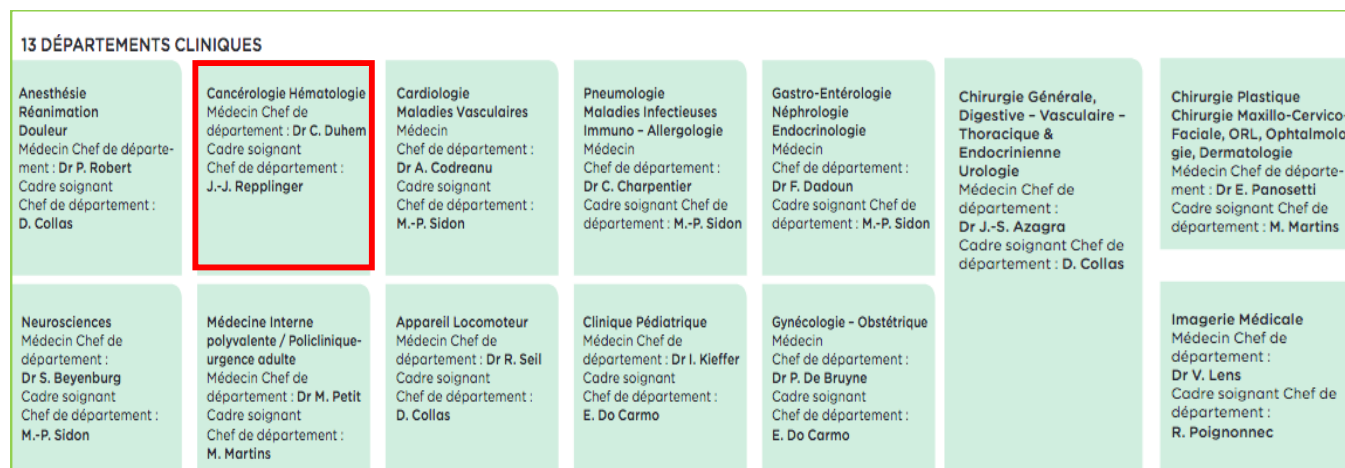 13 DÉPARTEMENTS CLINIQUES
Anesthésie
Réanimation
Douleur
Médecin Chef de départe-
ment : Dr P. Robert
Cadre soignant
Chef de département :
D. Collas
Cancérologie Hématologie
Médecin Chef de
département : Dr C. Duhem
Cadre soignant
Chef de département :
J.-J. Repplinger
Cardiologie
Maladies Vasculaires
Médecin
Chef de département :
Dr A. Codreanu
Cadre soignant
Chef de département :
M.-P. Sidon
Pneumologie
Maladies Infectieuses
Immuno – Allergologie
Médecin
Chef de département :
Dr C. Charpentier
Cadre soignant Chef de
département : M.-P. Sidon
Gastro-Entérologie
Néphrologie
Endocrinologie
Médecin
Chef de département :
Dr F. Dadoun
Cadre soignant Chef de
département : M.-P. Sidon
Chirurgie Générale,
Digestive – Vasculaire –
Thoracique &
Endocrinienne
Urologie
Médecin Chef de
département :
Dr J.-S. Azagra
Cadre soignant Chef de
département : D. Collas
Chirurgie Plastique
Chirurgie Maxillo-Cervico-
Faciale, ORL, Ophtalmolo
gie, Dermatologie
Médecin Chef de départe-
ment : Dr E. Panosetti
Cadre soignant Chef de
département : M. Martins
Neurosciences
Médecin Chef de
département :
Dr S. Beyenburg
Cadre soignant
Chef de département :
M.-P. Sidon
Médecine Interne
polyvalente / Policlinique-
urgence adulte
Médecin Chef de
département : Dr M. Petit
Cadre soignant
Chef de département :
M. Martins
Appareil Locomoteur
Médecin Chef de
département : Dr R. Seil
Cadre soignant
Chef de département :
D. Collas
Clinique Pédiatrique
Médecin Chef de
département : Dr I. Kieffer
Cadre soignant
Chef de département :
E. Do Carmo
Gynécologie – Obstétrique
Médecin
Chef de département :
Dr P. De Bruyne
Cadre soignant
Chef de département :
E. Do Carmo
Imagerie Médicale
Médecin Chef de
département :
Dr V. Lens
Cadre soignant Chef de
département :
R. Poignonnec